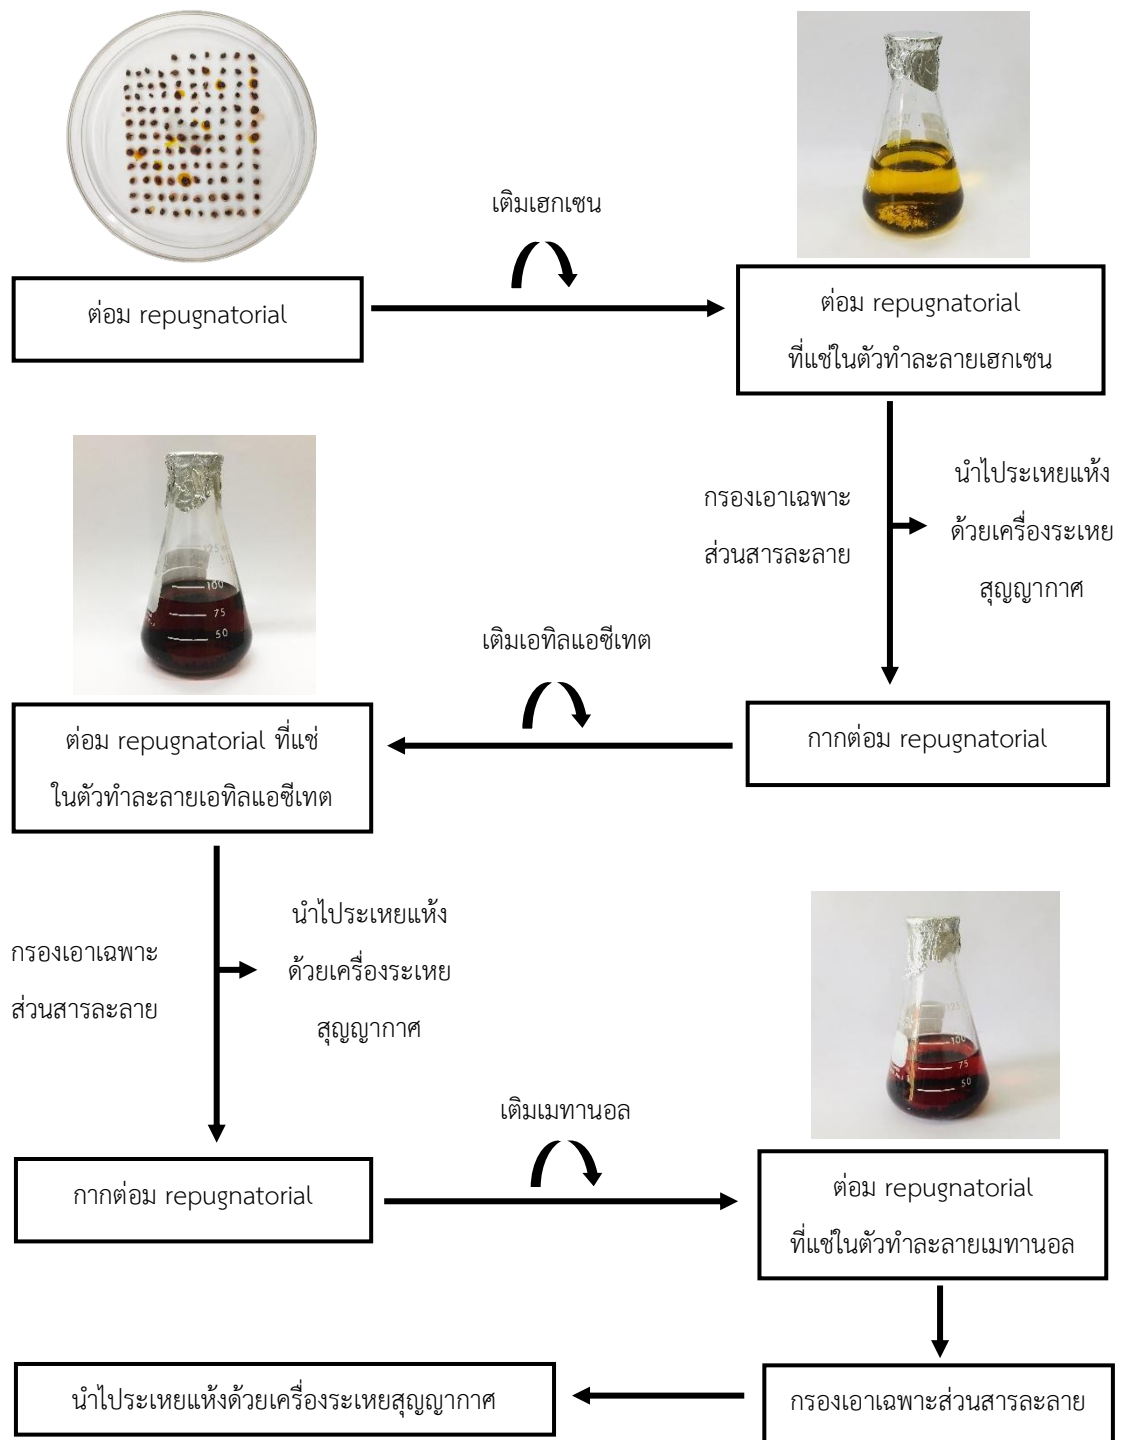 เติมเฮกเซน
ต่อม repugnatorial
ต่อม repugnatorial
ที่แช่ในตัวทำละลายเฮกเซน
กรองเอาเฉพาะ
ส่วนสารละลาย
นำไประเหยแห้ง
ด้วยเครื่องระเหย
สุญญากาศ
กากต่อม repugnatorial
เติมเอทิลแอซีเทต
125
100
75
50
ต่อม repugnatorial ที่แช่
ในตัวทำละลายเอทิลแอซีเทต
กรองเอาเฉพาะ
ส่วนสารละลาย
นำไประเหยแห้ง
ด้วยเครื่องระเหย
สุญญากาศ
กากต่อม repugnatorial
เติมเมทานอล
125
100
75
50
ต่อม repugnatorial
ที่แช่ในตัวทำละลายเมทานอล
กรองเอาเฉพาะส่วนสารละลาย
นำไประเหยแห้งด้วยเครื่องระเหยสุญญากาศ